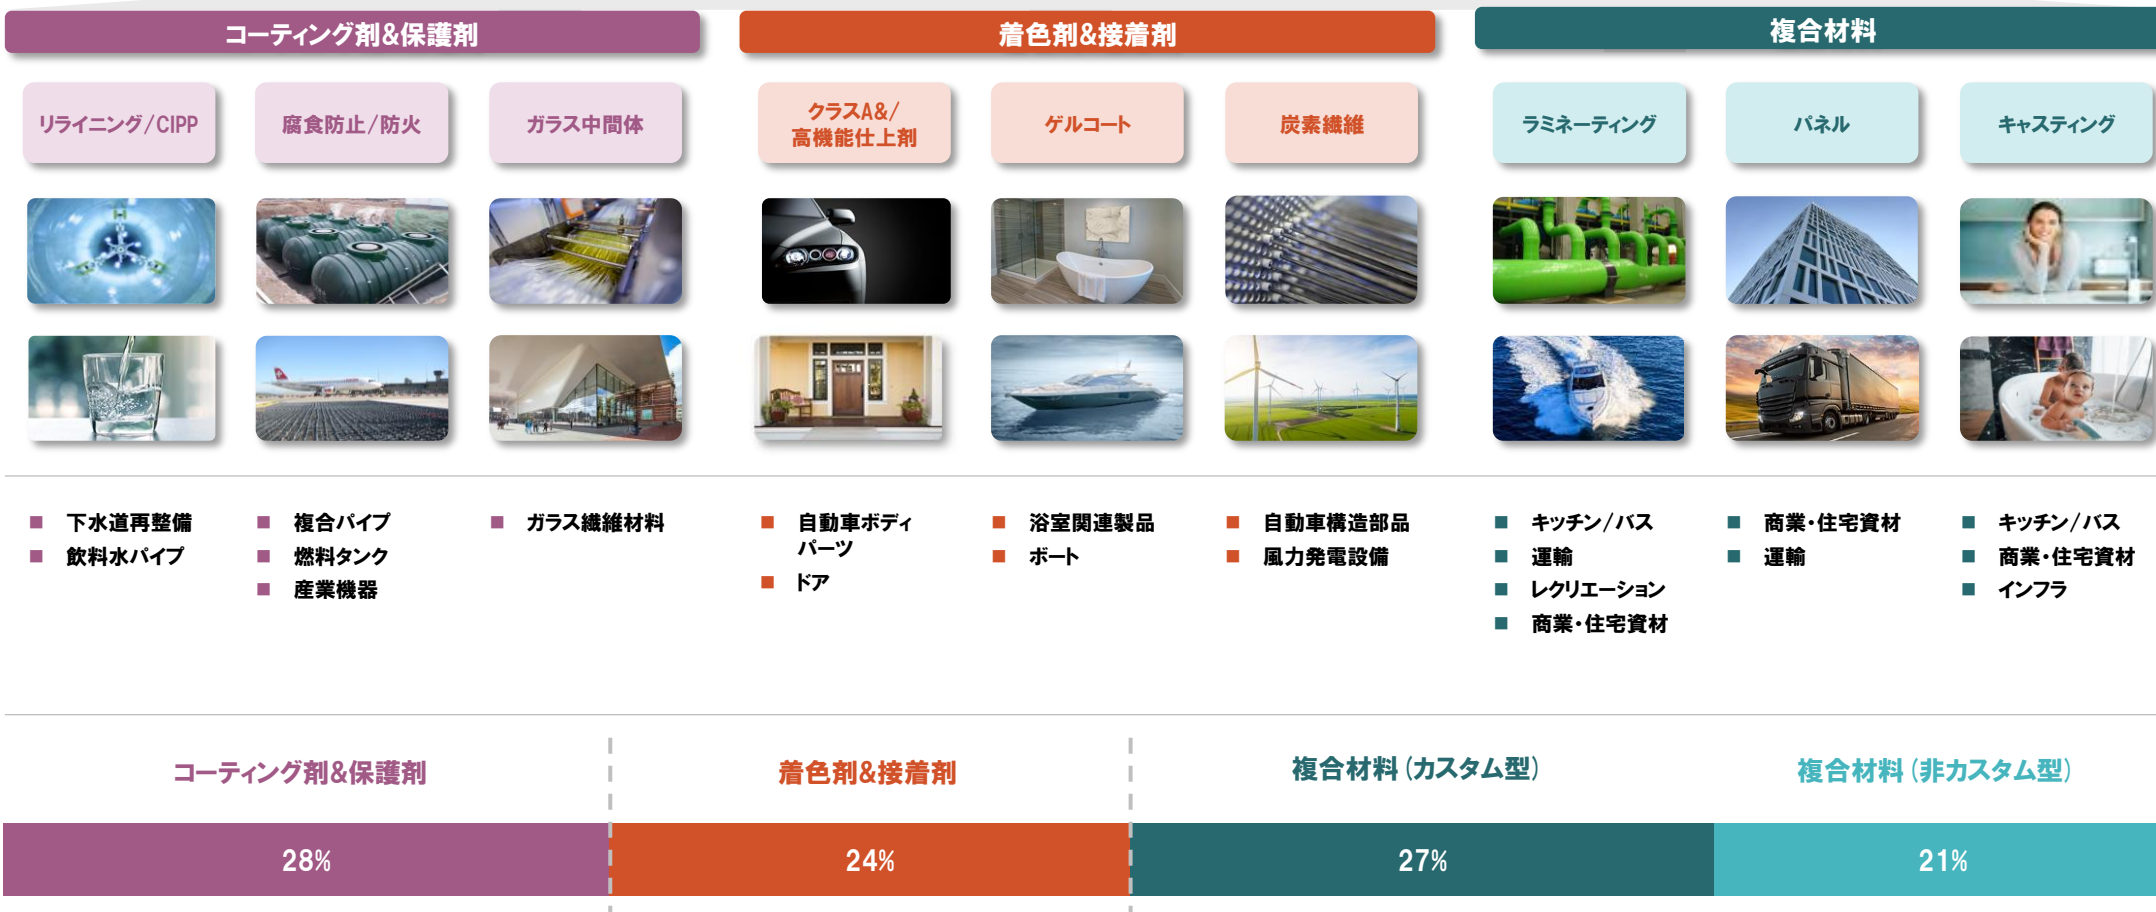 コーティング剤&保護剤
着色剤&接着剤
複合材料
リライニング/CIPP
腐食防止/防火
ガラス中間体
クラスA&/
高機能仕上剤
ゲルコート
炭素繊維
ラミネーティング
パネル
キャスティング
下水道再整備
飲料水パイプ
複合パイプ
燃料タンク
産業機器
ガラス繊維材料
自動車ボディ
パーツ
ドア
浴室関連製品
ボート
自動車構造部品
風力発電設備
キッチン/バス
運輸
レクリエーション
商業・住宅資材
商業・住宅資材
運輸
キッチン/バス
商業・住宅資材
インフラ
コーティング剤&保護剤
着色剤&接着剤
複合材料(カスタム型)
複合材料(非カスタム型)
28%
24%
27%
21%